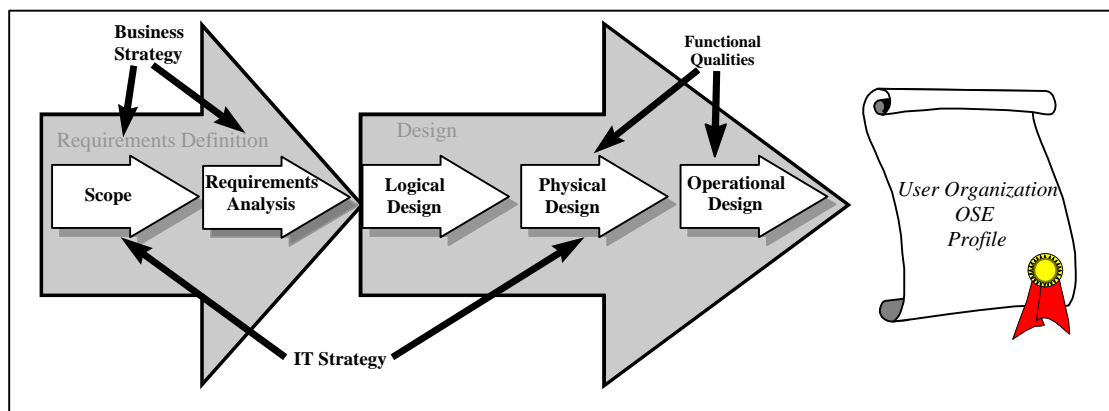 Business
Strategy
Functional
Qualities
Requirements Definition
Design
Scope
Requirements
Analysis
Logical
Design
Physical
Design
Operational
Design
User Organization
OSE
Profile
IT Strategy